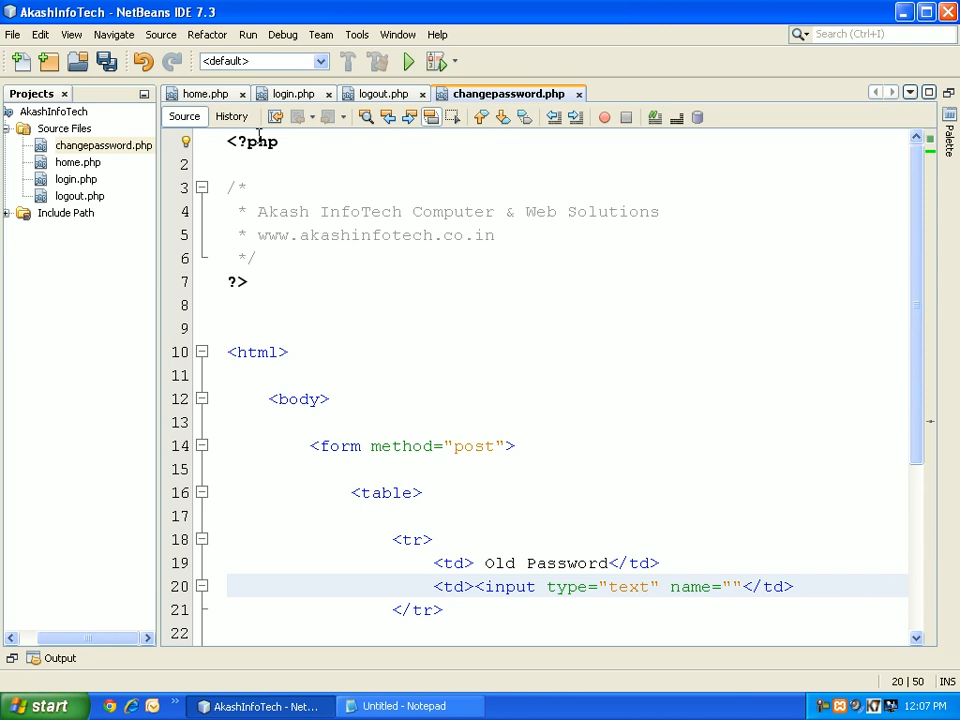 AkashInfoTech - NetBeans IDE 7.3
File Edit View Navigate Source Refactor Run Debug Team Tools Window Help
Search (Ctrl+I)
<default>
Projects
home.php login.php logout.php changepassword.php
AkashInfoTech
Source History
Source Files
changepassword.php
home.php
login.php
logout.php
Include Path
Palette
1 <?php
2
3 /*
4 * Akash InfoTech Computer & Web Solutions
5 * www.akashinfotech.co.in
6 */
7 ?>
8
9
10 <html>
11
12 <body>
13
14 <form method="post">
15
16 <table>
17
18 <tr>
19 <td> Old Password</td>
20 <td><input type="text" name=""</td>
21 </tr>
22
Output
20 | 50 INS
start
AkashInfoTech - Net...
Untitled - Notepad
12:07 PM